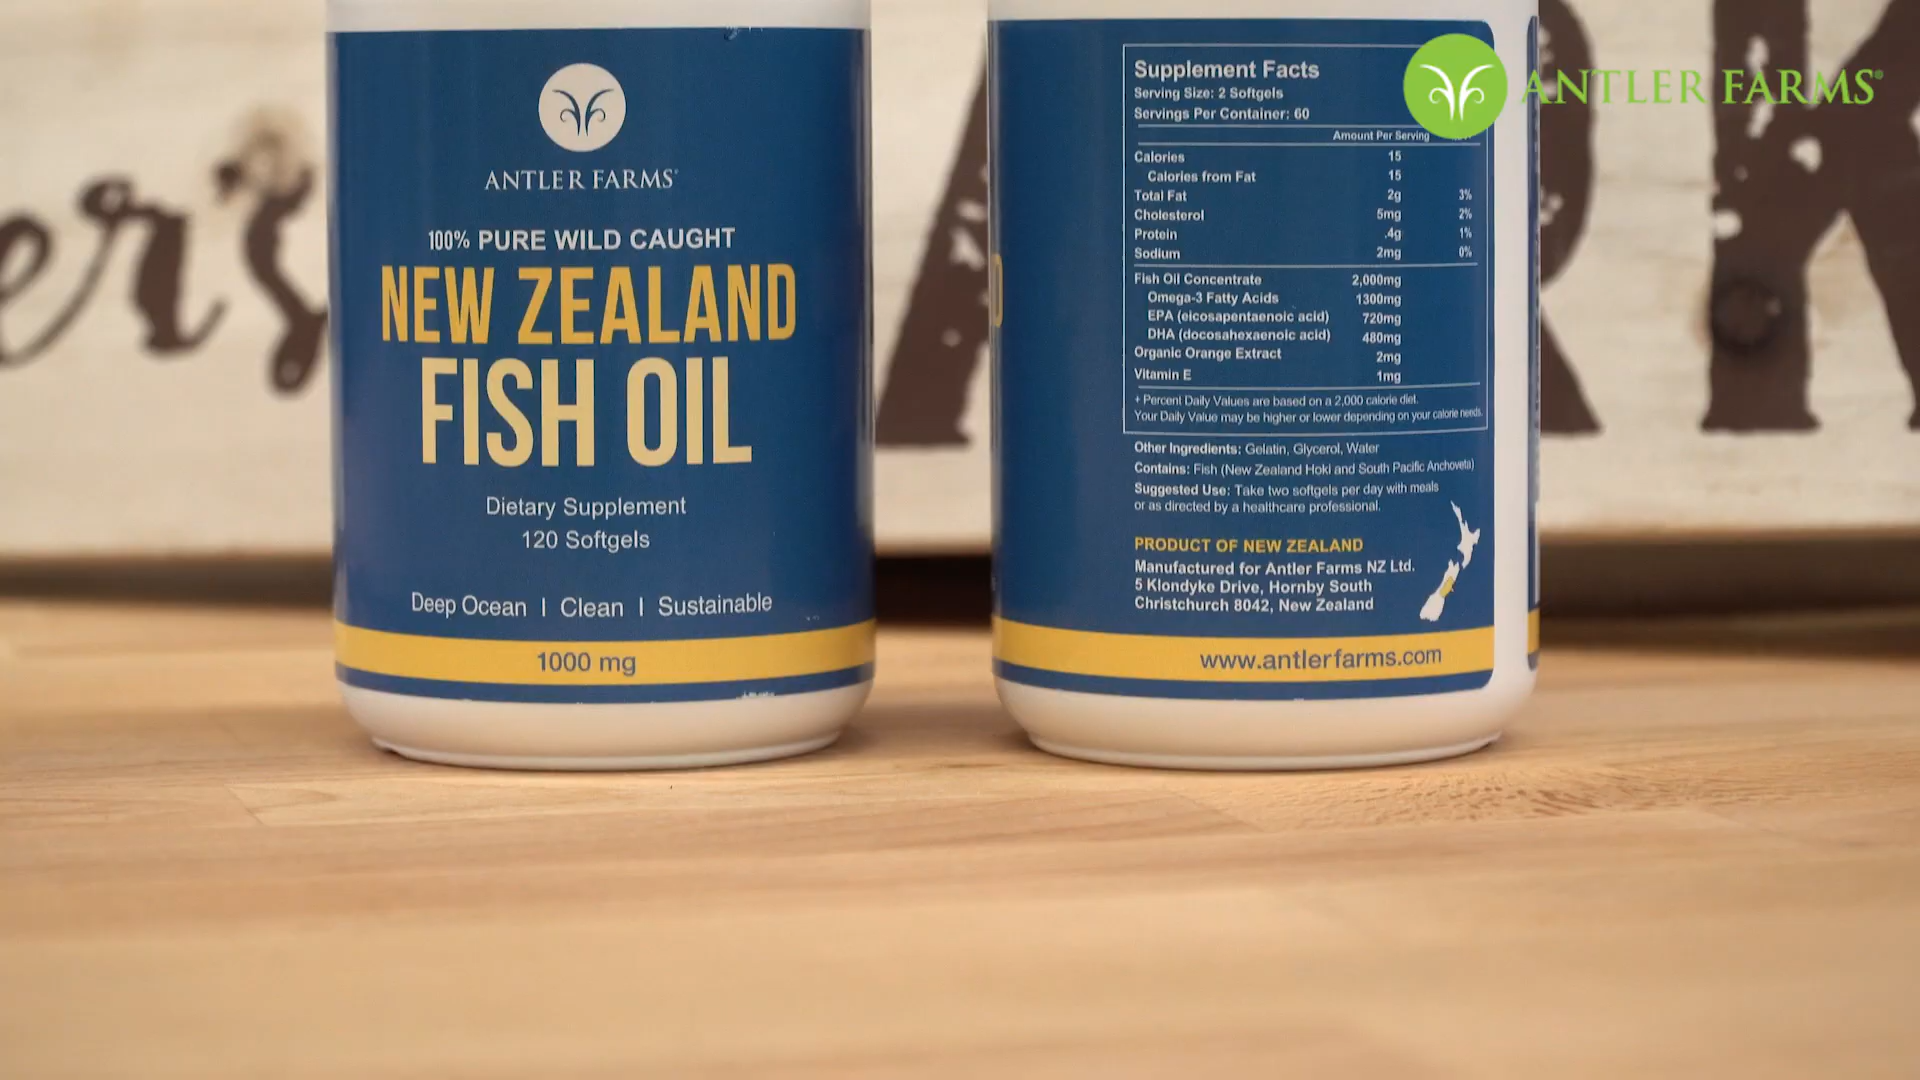 ANTLER FARMS®
100% PURE WILD CAUGHT
NEW ZEALAND
FISH OIL
Dietary Supplement
120 Softgels
Deep Ocean | Clean | Sustainable
1000 mg
Supplement Facts
Serving Size: 2 Softgels
Servings Per Container: 60
Amount Per Serving
Calories 15
Calories from Fat 15
Total Fat 2g 3%
Cholesterol 5mg 2%
Protein .4g 1%
Sodium 2mg 0%
Fish Oil Concentrate 2,000mg
Omega-3 Fatty Acids 1300mg
EPA (eicosapentaenoic acid) 720mg
DHA (docosahexaenoic acid) 480mg
Organic Orange Extract 2mg
Vitamin E 1mg
+ Percent Daily Values are based on a 2,000 calorie diet.
Your Daily Value may be higher or lower depending on your calorie needs.
Other Ingredients: Gelatin, Glycerol, Water
Contains: Fish (New Zealand Hoki and South Pacific Anchoveta)
Suggested Use: Take two softgels per day with meals
or as directed by a healthcare professional.
PRODUCT OF NEW ZEALAND
Manufactured for Antler Farms NZ Ltd.
5 Klondyke Drive, Hornby South
Christchurch 8042, New Zealand
www.antlerfarms.com
ANTLER FARMS®